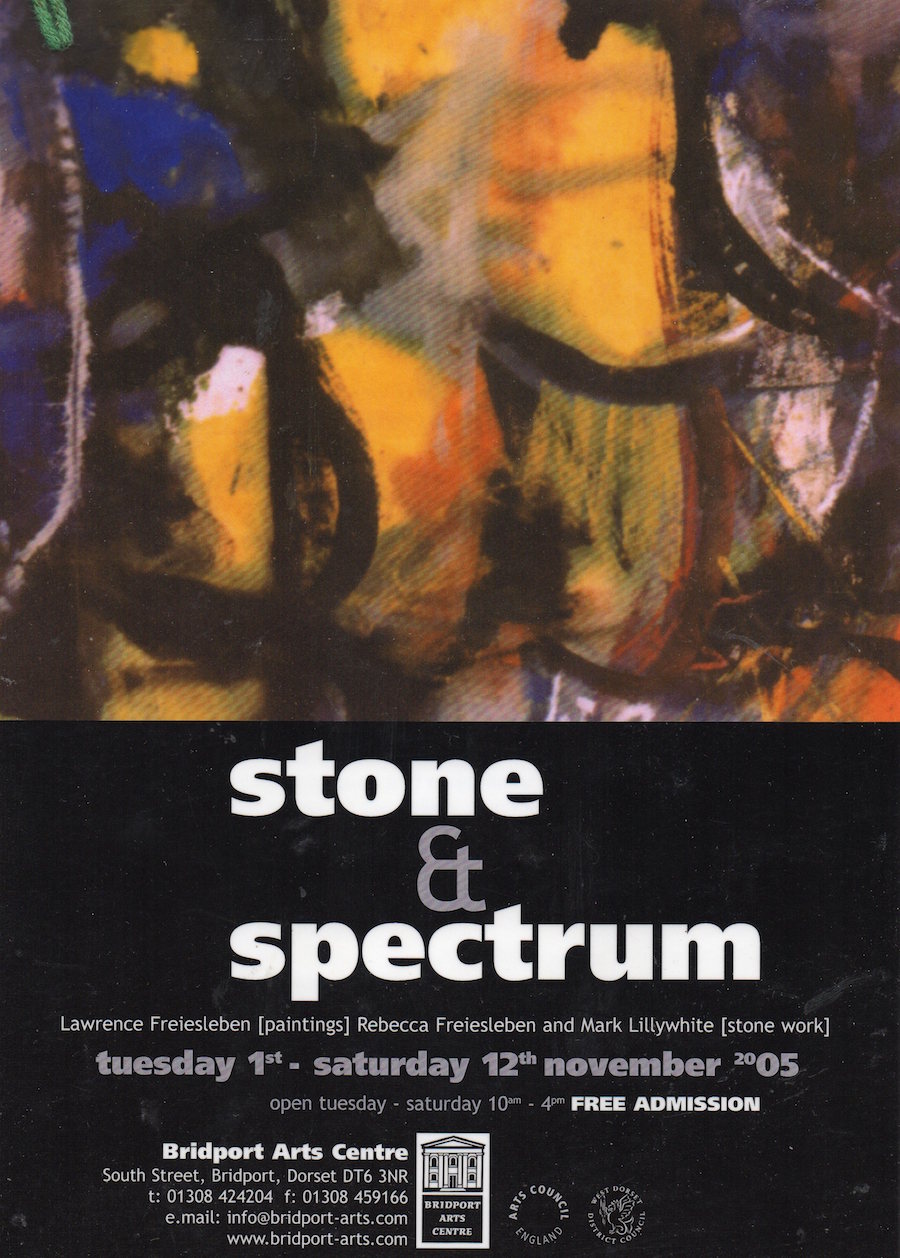 stone
&
spectrum
Lawrence Freiesleben [paintings] Rebecca Freiesleben and Mark Lillywhite [stone work]
tuesday 1st - saturday 12th november 2005
open tuesday - saturday 10am - 4pm FREE ADMISSION
Bridport Arts Centre
South Street, Bridport, Dorset DT6 3NR
t: 01308 424204 f: 01308 459166
e.mail: info@bridport-arts.com
www.bridport-arts.com
BRIDPORT
ARTS
CENTRE
ARTS COUNCIL
ENGLAND
WEST DORSET
DISTRICT COUNCIL